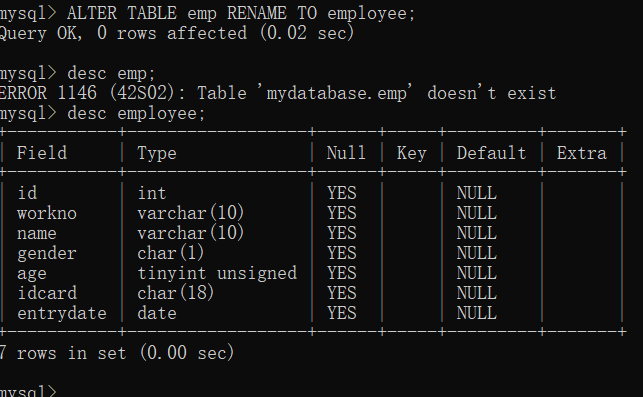 mysql> ALTER TABLE emp RENAME TO employee;
Query OK, 0 rows affected (0.02 sec)
mysql> desc emp;
ERROR 1146 (42S02): Table 'mydatabase.emp' doesn't exist
mysql> desc employee;
+-----------+------------------+------+-----+---------+-------+
| Field | Type | Null | Key | Default | Extra |
+-----------+------------------+------+-----+---------+-------+
| id | int | YES | | NULL | |
| workno | varchar(10) | YES | | NULL | |
| name | varchar(10) | YES | | NULL | |
| gender | char(1) | YES | | NULL | |
| age | tinyint unsigned | YES | | NULL | |
| idcard | char(18) | YES | | NULL | |
| entrydate | date | YES | | NULL | |
+-----------+------------------+------+-----+---------+-------+
7 rows in set (0.00 sec)
mysql>